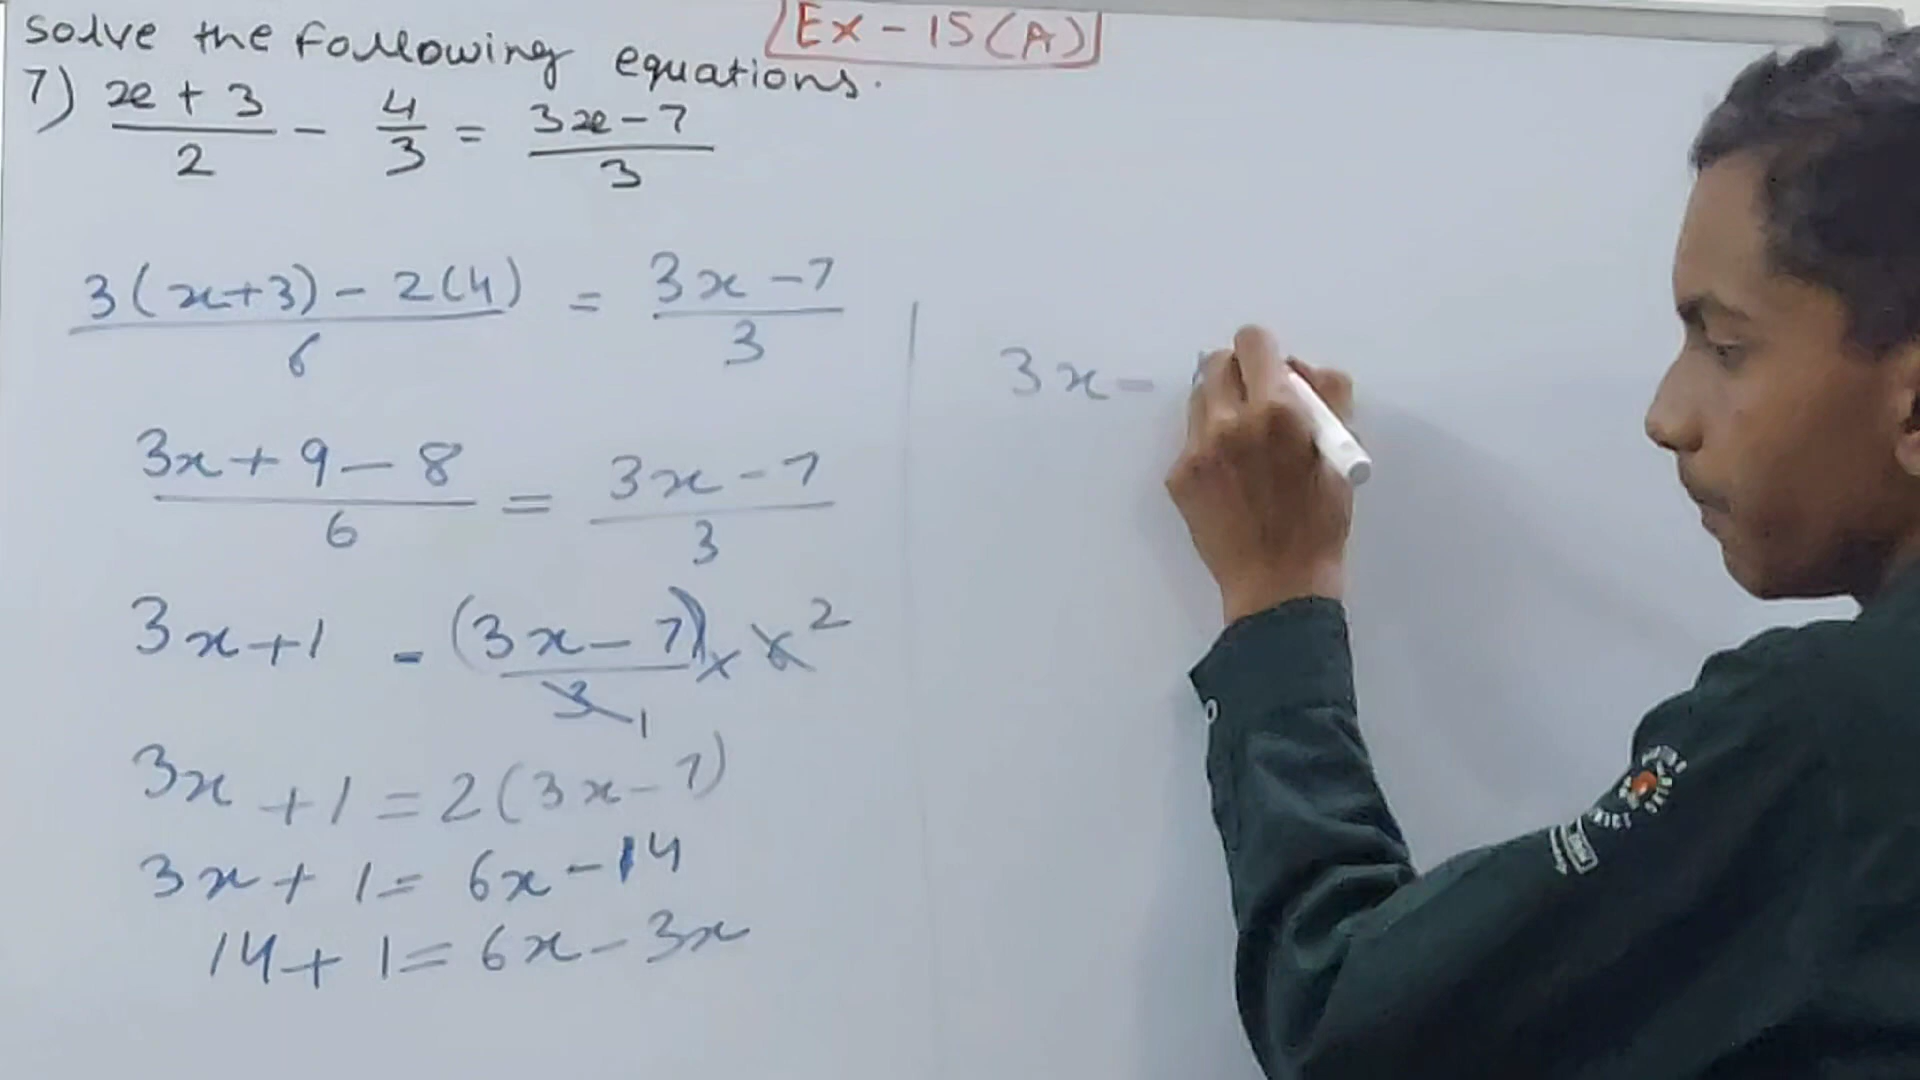 Solve the following equations.
Ex - 15(A)
7) x + 3 / 2 - 4/3 = 3x - 7 / 3
3(x+3) - 2(4) / 6 = 3x - 7 / 3
3x + 9 - 8 / 6 = 3x - 7 / 3
3x + 1 = (3x - 7) / 3 1 x 6 2
3x + 1 = 2(3x - 7)
3x + 1 = 6x - 14
14 + 1 = 6x - 3x
3x =